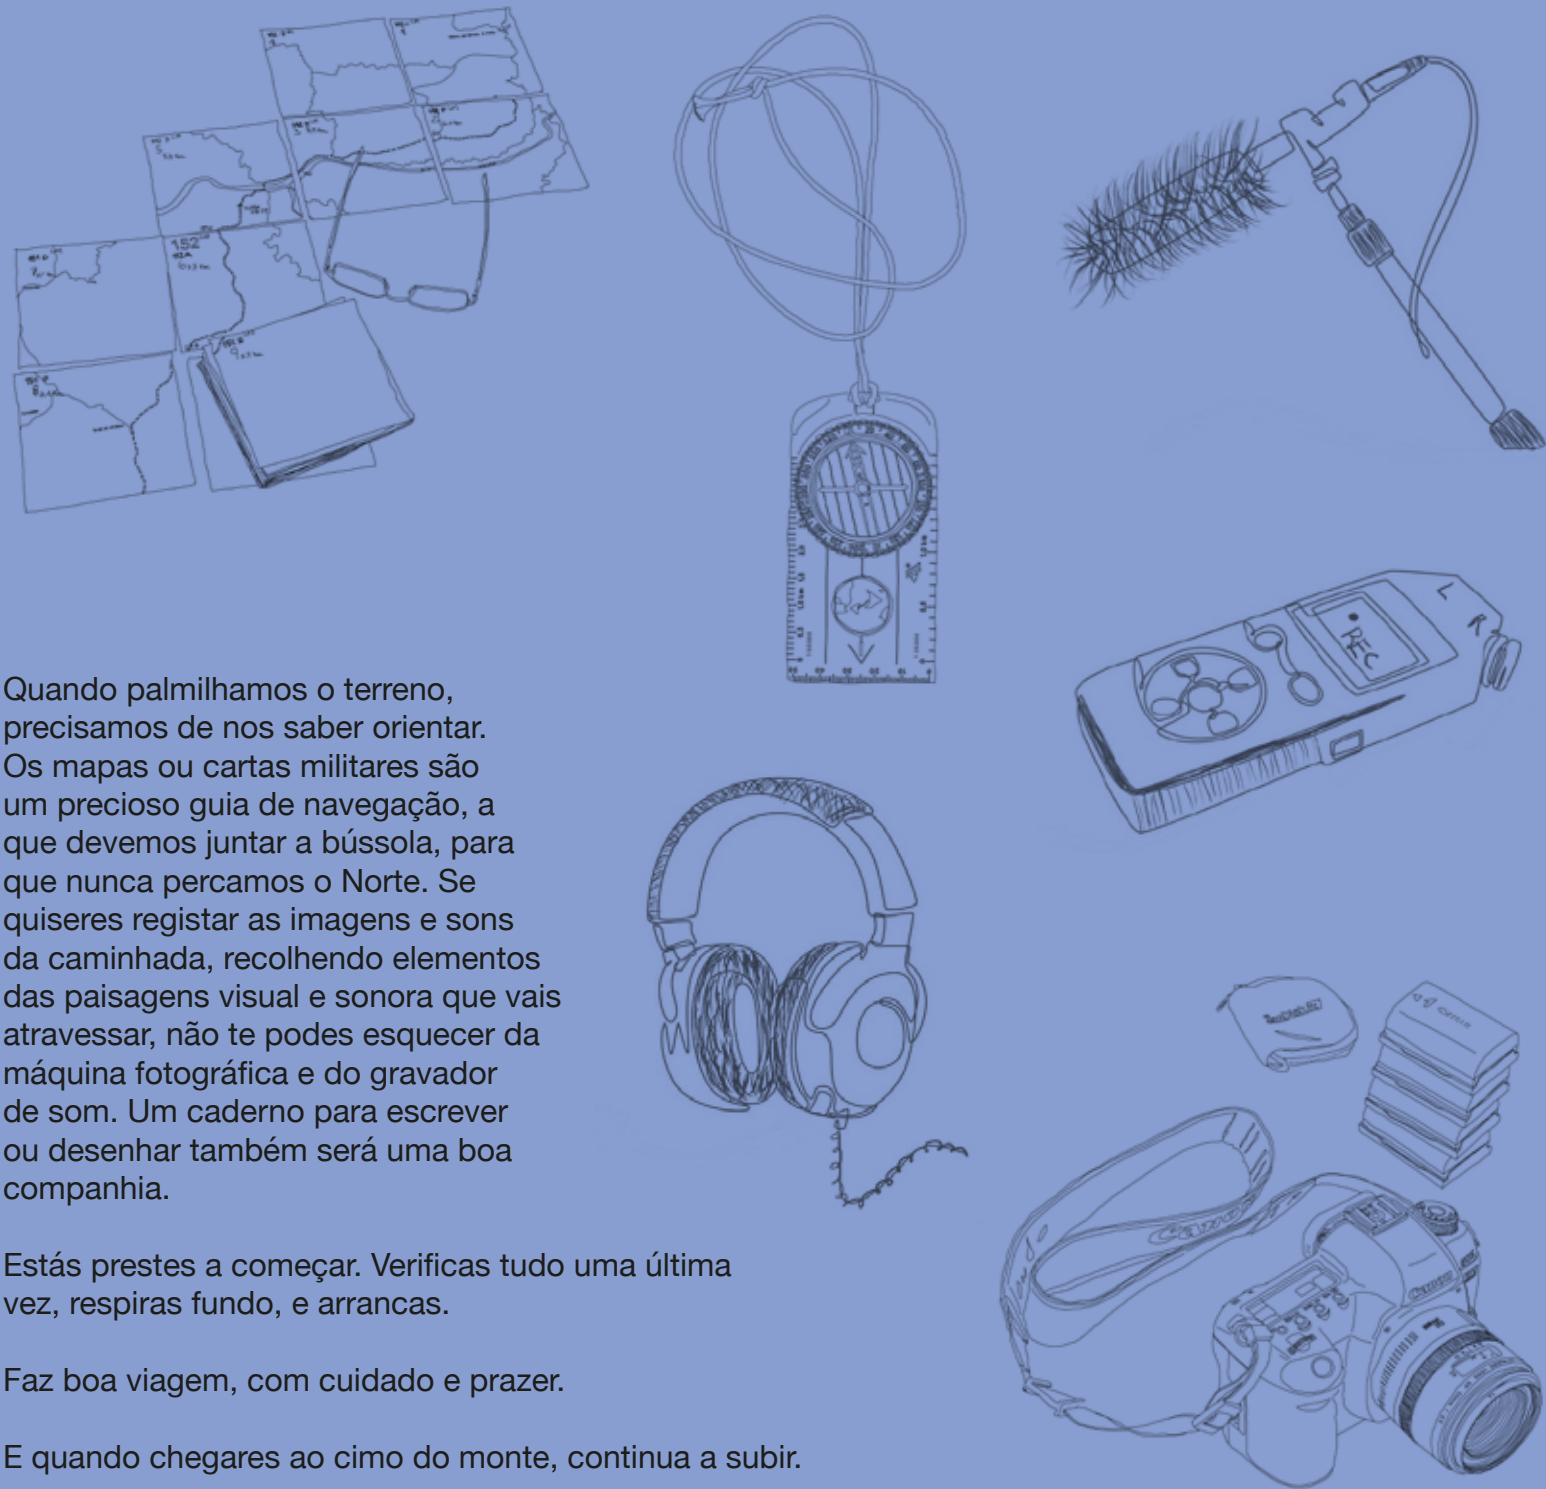 152
REC
L
R
Quando palmilhamos o terreno,
precisamos de nos saber orientar.
Os mapas ou cartas militares são
um precioso guia de navegação, a
que devemos juntar a bússola, para
que nunca percamos o Norte. Se
quiseres registar as imagens e sons
da caminhada, recolhendo elementos
das paisagens visual e sonora que vais
atravessar, não te podes esquecer da
máquina fotográfica e do gravador
de som. Um caderno para escrever
ou desenhar também será uma boa
companhia.
Estás prestes a começar. Verificas tudo uma última
vez, respiras fundo, e arrancas.
Faz boa viagem, com cuidado e prazer.
E quando chegares ao cimo do monte, continua a subir.
Canon
Canon